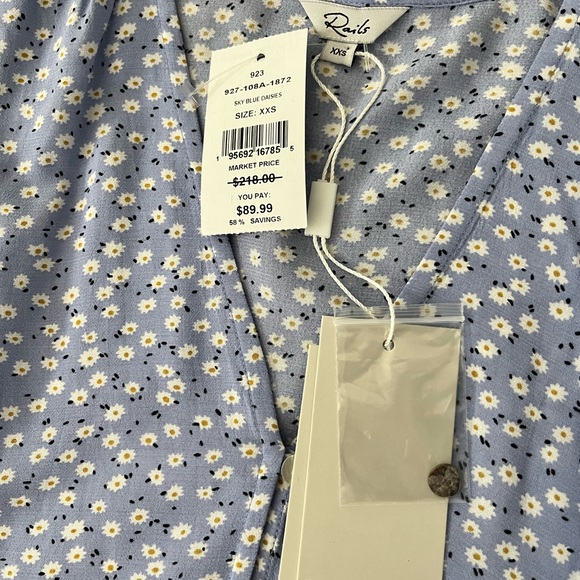 Rails
XXS
923
927-108A-1872
SKY BLUE DAISIES
SIZE: XXS
1 95692 16785 5
MARKET PRICE
$218.00
YOU PAY:
$89.99
58 % SAVINGS